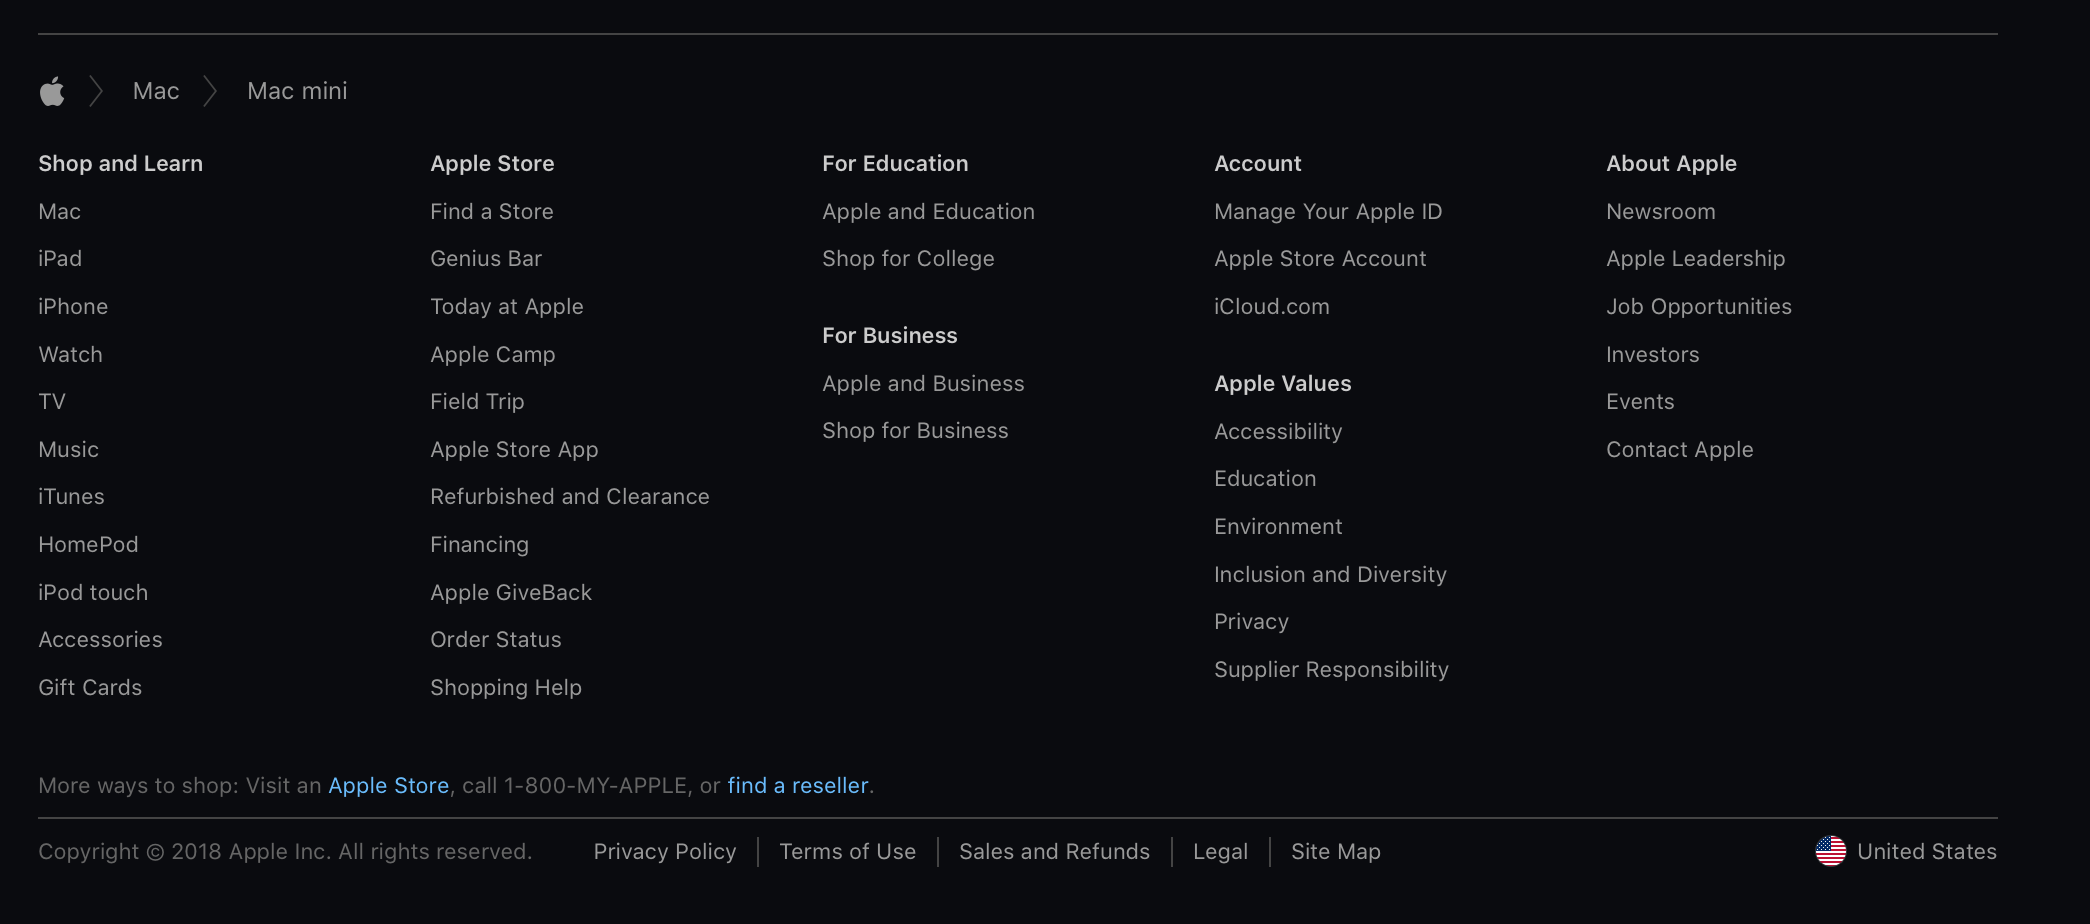 Mac
Mac mini
Shop and Learn
Mac
iPad
iPhone
Watch
TV
Music
iTunes
HomePod
iPod touch
Accessories
Gift Cards
Apple Store
Find a Store
Genius Bar
Today at Apple
Apple Camp
Field Trip
Apple Store App
Refurbished and Clearance
Financing
Apple GiveBack
Order Status
Shopping Help
For Education
Apple and Education
Shop for College
For Business
Apple and Business
Shop for Business
Account
Manage Your Apple ID
Apple Store Account
iCloud.com
Apple Values
Accessibility
Education
Environment
Inclusion and Diversity
Privacy
Supplier Responsibility
About Apple
Newsroom
Apple Leadership
Job Opportunities
Investors
Events
Contact Apple
More ways to shop: Visit an Apple Store, call 1-800-MY-APPLE, or find a reseller.
Copyright © 2018 Apple Inc. All rights reserved.
Privacy Policy
Terms of Use
Sales and Refunds
Legal
Site Map
United States